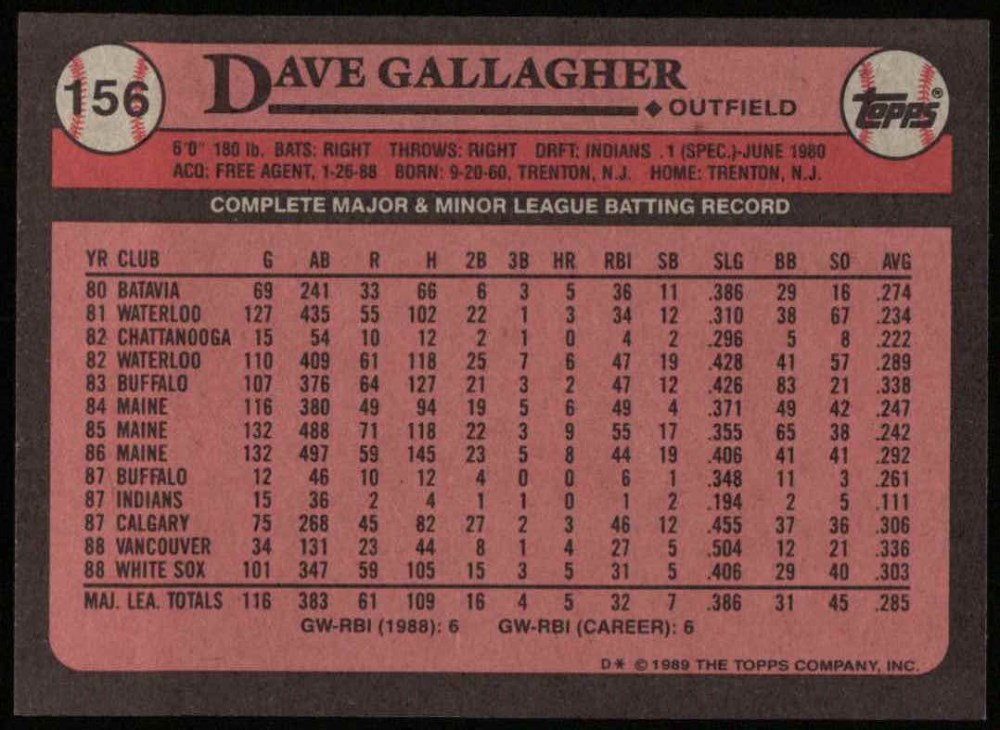 156
DAVE GALLAGHER
◆ OUTFIELD
TOPPS®
6'0" 180 lb. BATS: RIGHT THROWS: RIGHT DRFT: INDIANS .1 (SPEC.)-JUNE 1980
ACQ: FREE AGENT, 1-26-88 BORN: 9-20-60, TRENTON, N.J. HOME: TRENTON, N.J.
COMPLETE MAJOR & MINOR LEAGUE BATTING RECORD
YR CLUB G AB R H 2B 3B HR RBI SB SLG BB SO AVG
80 BATAVIA 69 241 33 66 6 3 5 36 11 .386 29 16 .274
81 WATERLOO 127 435 55 102 22 1 3 34 12 .310 38 67 .234
82 CHATTANOOGA 15 54 10 12 2 1 0 4 2 .296 5 8 .222
82 WATERLOO 110 409 61 118 25 7 6 47 19 .428 41 57 .289
83 BUFFALO 107 376 64 127 21 3 2 47 12 .426 83 21 .338
84 MAINE 116 380 49 94 19 5 6 49 4 .371 49 42 .247
85 MAINE 132 488 71 118 22 3 9 55 17 .355 65 38 .242
86 MAINE 132 497 59 145 23 5 8 44 19 .406 41 41 .292
87 BUFFALO 12 46 10 12 4 0 0 6 1 .348 11 3 .261
87 INDIANS 15 36 2 4 1 1 0 1 2 .194 2 5 .111
87 CALGARY 75 268 45 82 27 2 3 46 12 .455 37 36 .306
88 VANCOUVER 34 131 23 44 8 1 4 27 5 .504 12 21 .336
88 WHITE SOX 101 347 59 105 15 3 5 31 5 .406 29 40 .303
MAJ. LEA. TOTALS 116 383 61 109 16 4 5 32 7 .386 31 45 .285
GW-RBI (1988): 6 GW-RBI (CAREER): 6
D* © 1989 THE TOPPS COMPANY, INC.